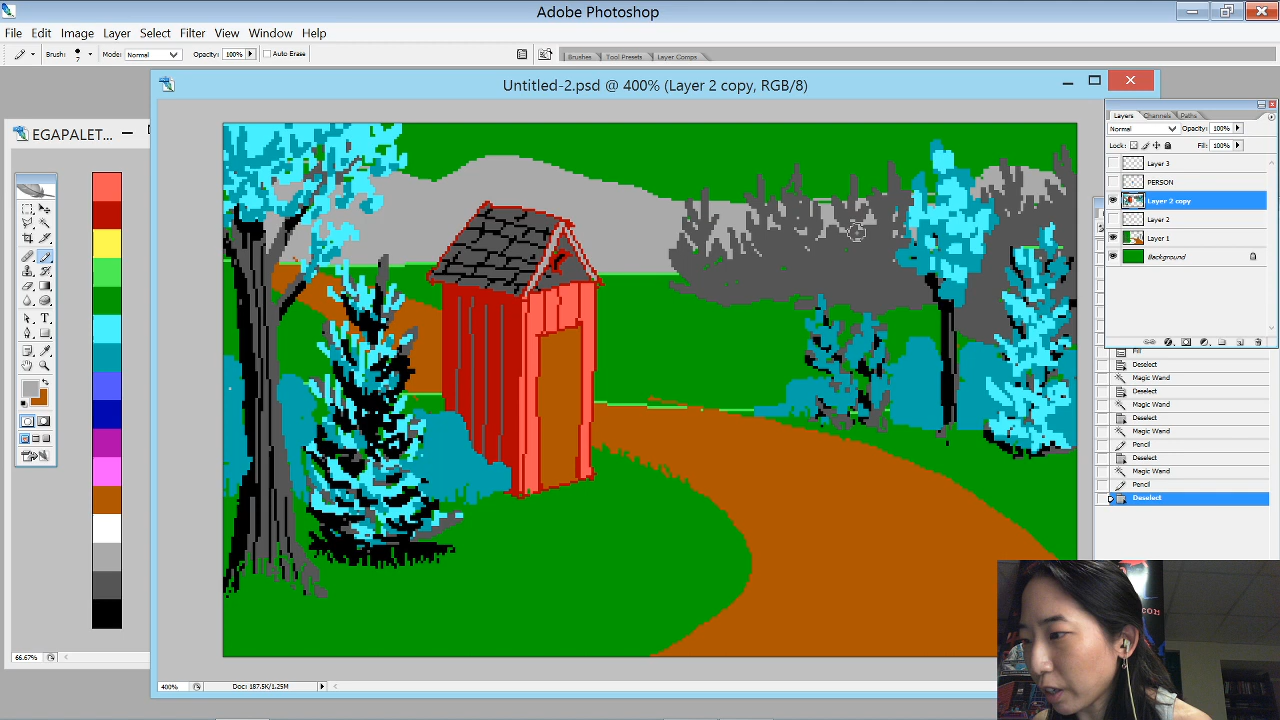 Adobe Photoshop
File Edit Image Layer Select Filter View Window Help
Brush: 7 Mode: Normal Opacity: 100% Auto Erase Brushes Tool Presets Layer Comps
Untitled-2.psd @ 400% (Layer 2 copy, RGB/8)
EGAPALET...
66.67%
400% Doc: 187.5K/1.25M
Layers Channels Paths
Normal Opacity: 100%
Lock: Fill: 100%
Layer 3
PERSON
Layer 2 copy
Layer 2
Layer 1
Background
Fill
Deselect
Magic Wand
Pencil
Magic Wand
Deselect
Magic Wand
Pencil
Deselect
Magic Wand
Pencil
Deselect